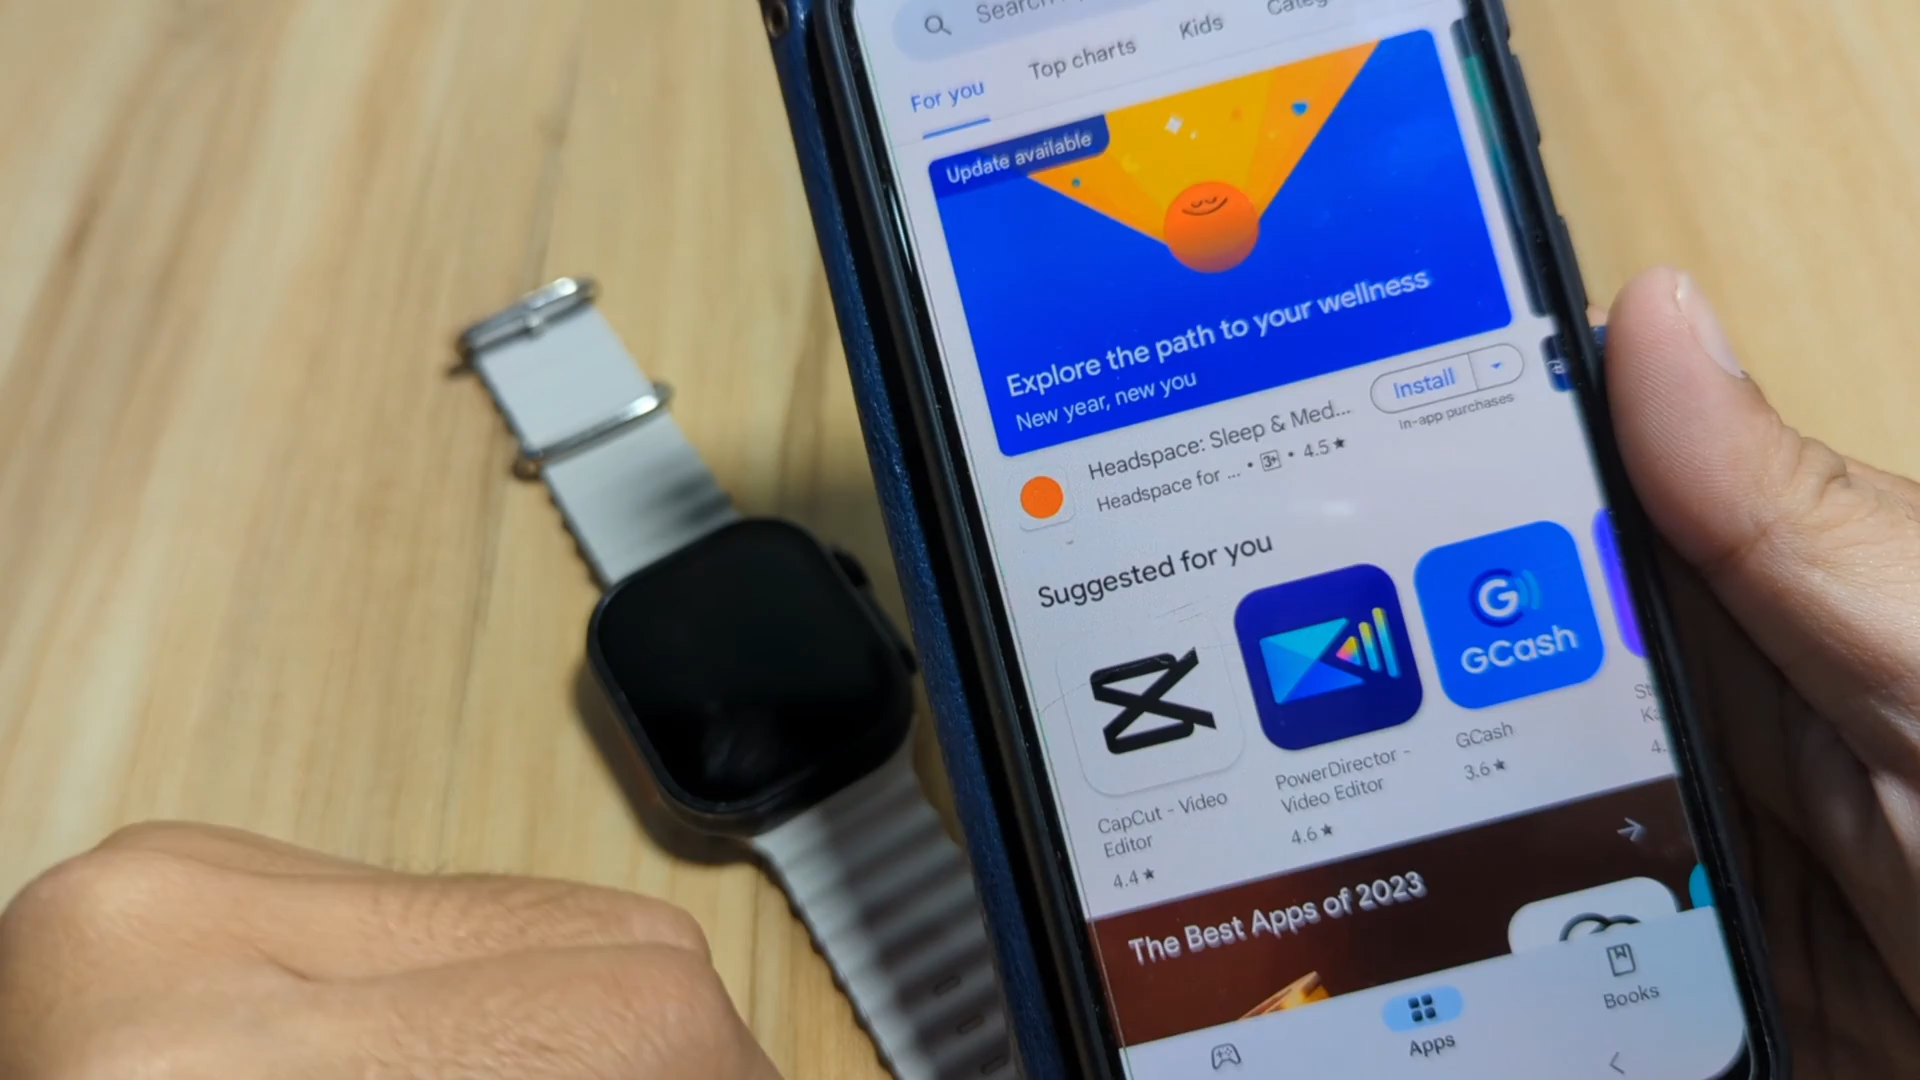 For you
Top charts
Kids
Update available
Explore the path to your wellness
New year, new you
Headspace: Sleep & Med...
Headspace for ... • 3+ • 4.5★
Install
In-app purchases
Suggested for you
CapCut - Video
Editor
4.4★
PowerDirector -
Video Editor
4.6★
GCash
GCash
3.6★
The Best Apps of 2023
Apps
Books